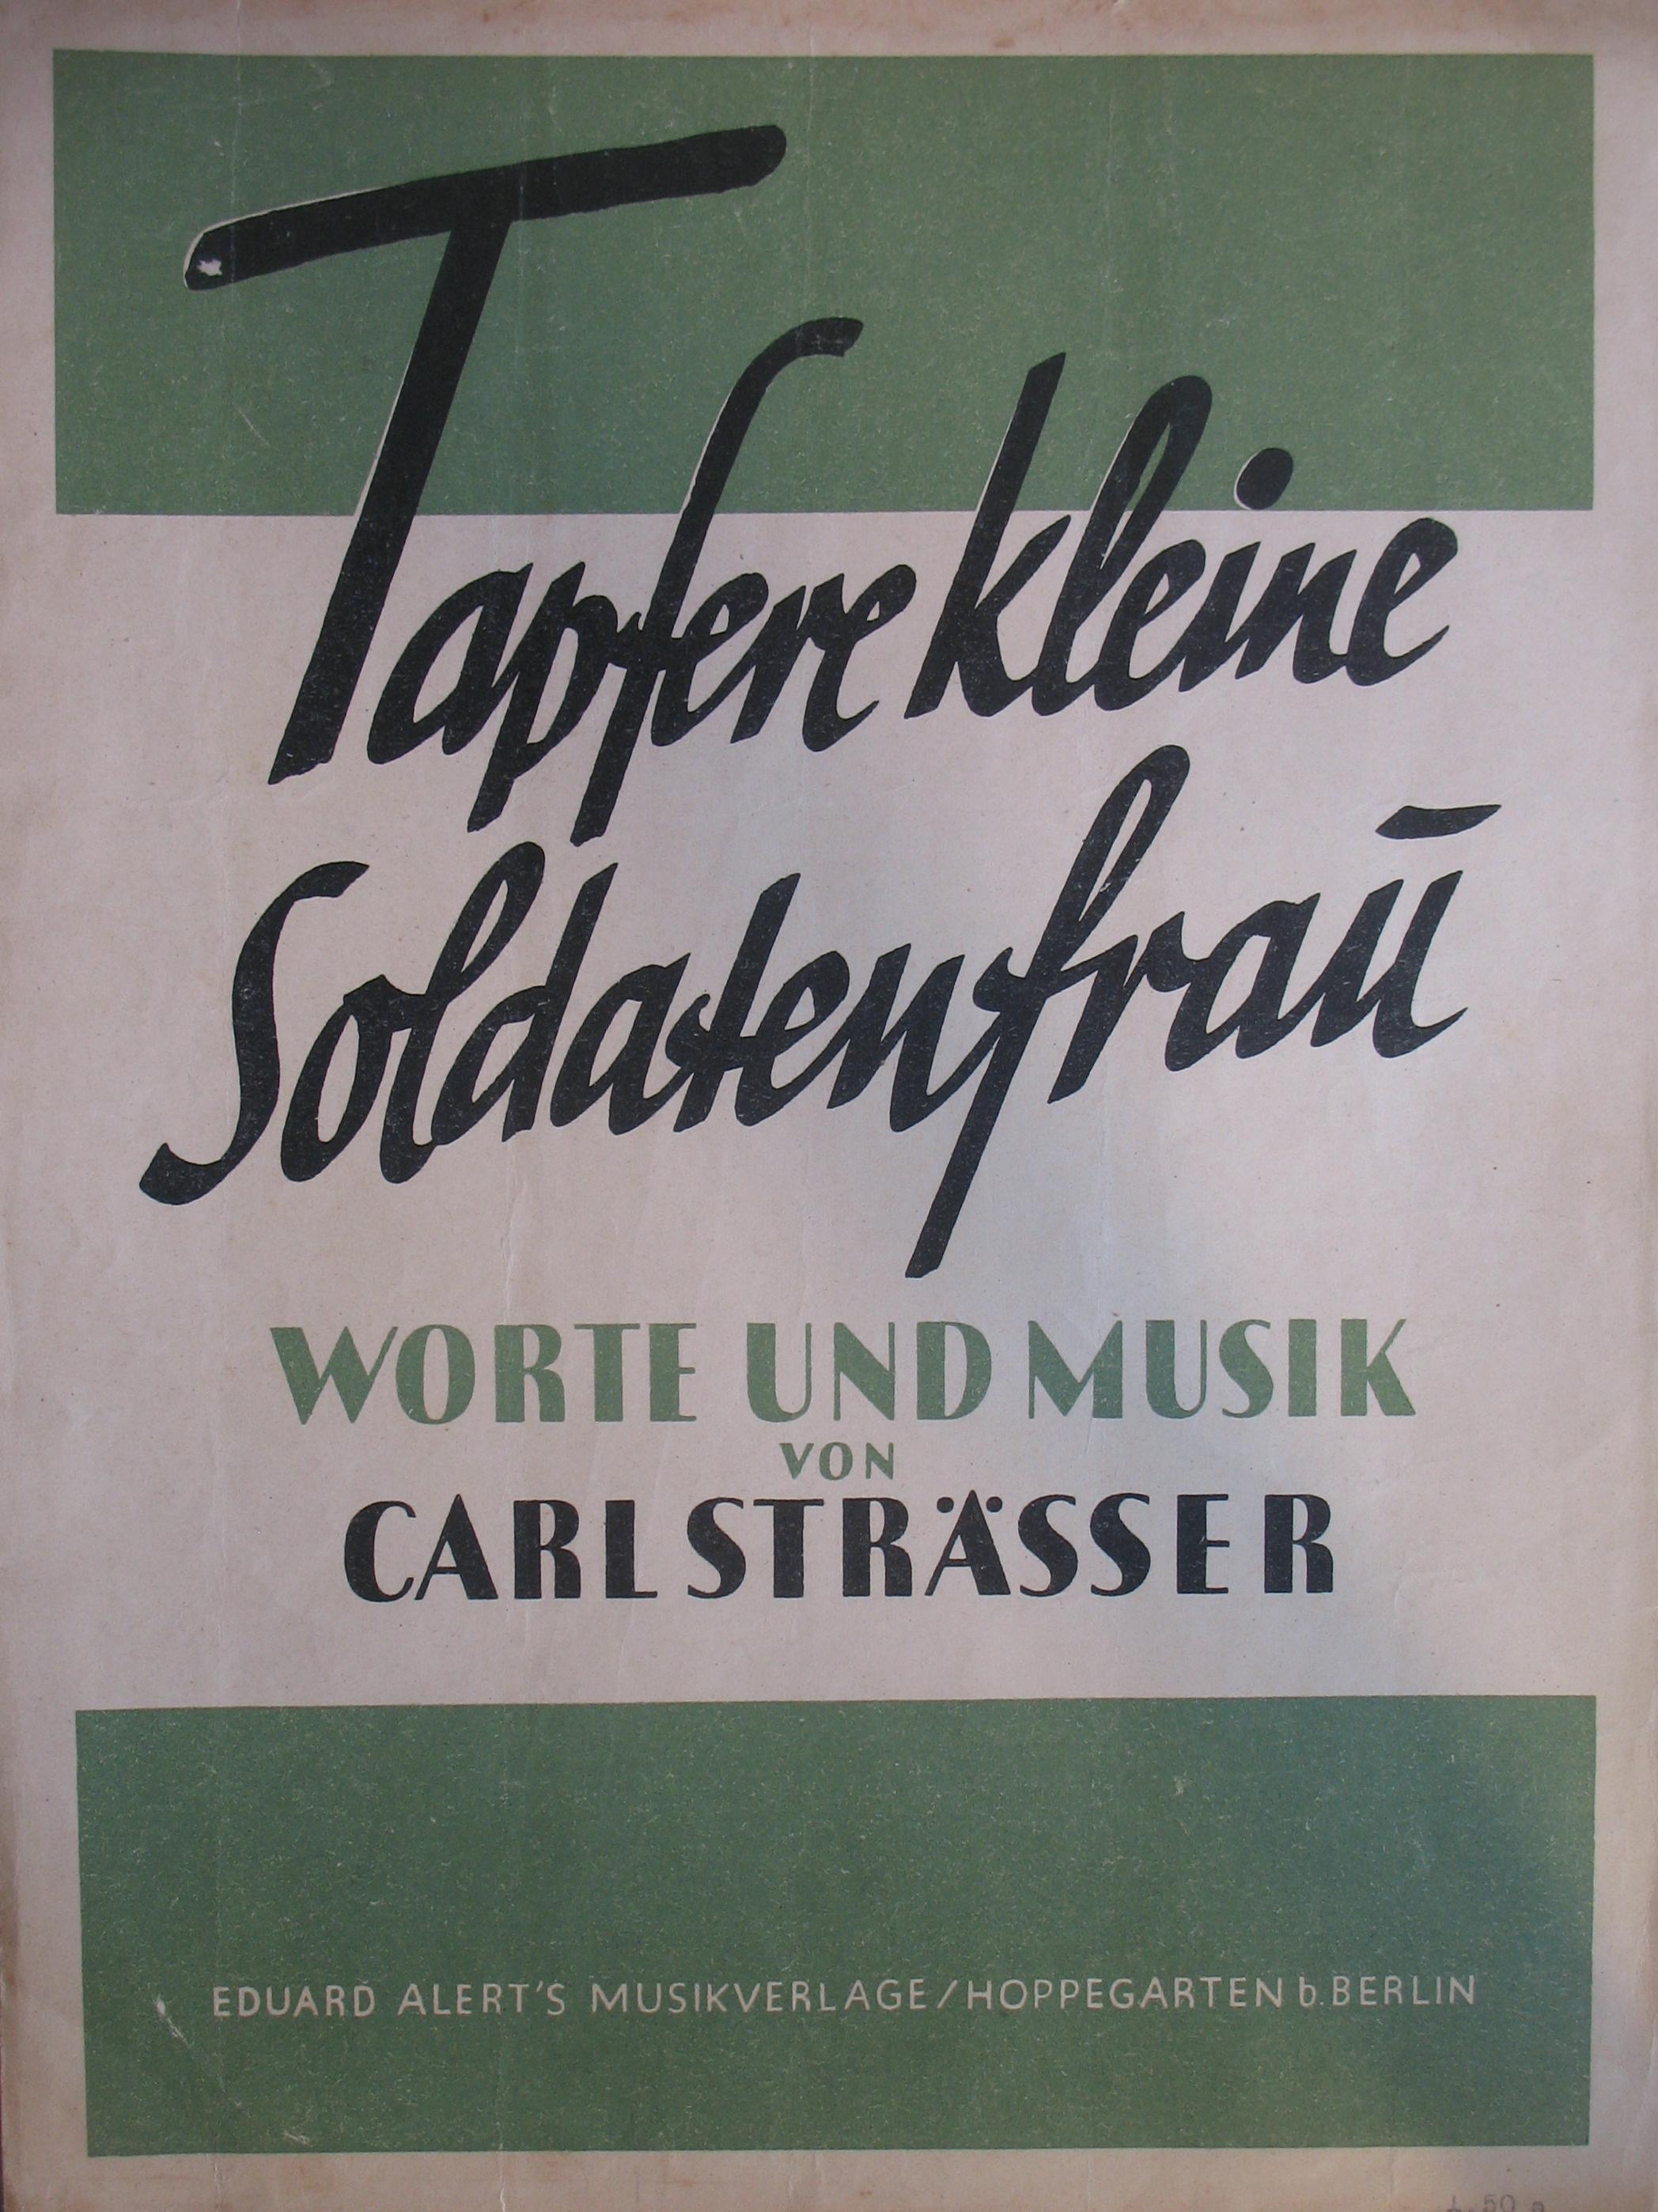 Tapfere kleine
Soldatenfrau
WORTE UND MUSIK
VON
CARL STRÄSSER
EDUARD ALERT'S MUSIKVERLAGE/HOPPEGARTEN b. BERLIN